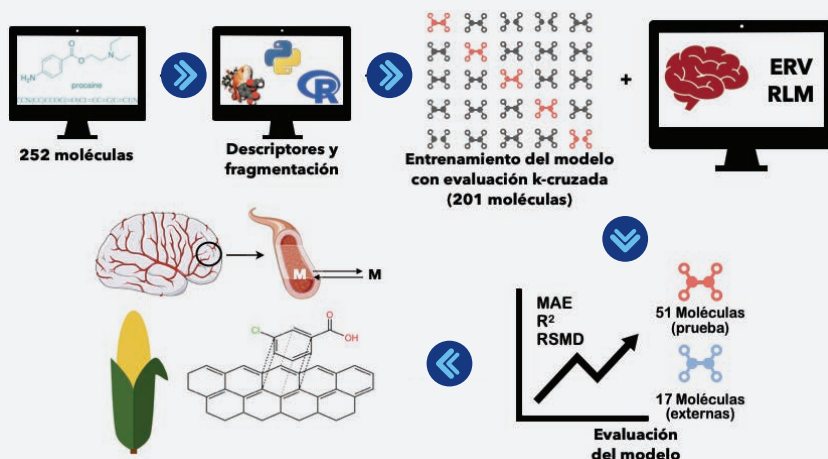 H₂N
O
O
N
procaine
252 moléculas
R
Descriptores y
fragmentación
Entrenamiento del modelo
con evaluación k-cruzada
(201 moléculas)
+
ERV
RLM
M
M
Cl
O
OH
MAE
R²
RSMD
51 Moléculas
(prueba)
17 Moléculas
(externas)
Evaluación
del modelo